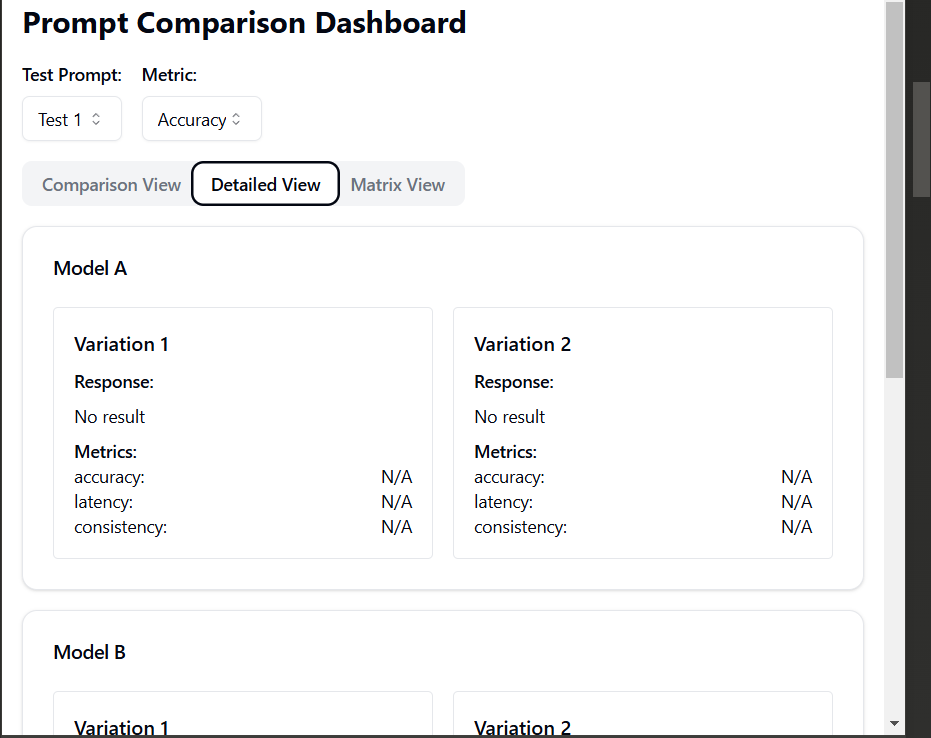 Prompt Comparison Dashboard
Test Prompt: Metric:
Test 1 Accuracy
Comparison View Detailed View Matrix View
Model A
Variation 1
Response:
No result
Metrics:
accuracy: N/A
latency: N/A
consistency: N/A
Variation 2
Response:
No result
Metrics:
accuracy: N/A
latency: N/A
consistency: N/A
Model B
Variation 1
Variation 2